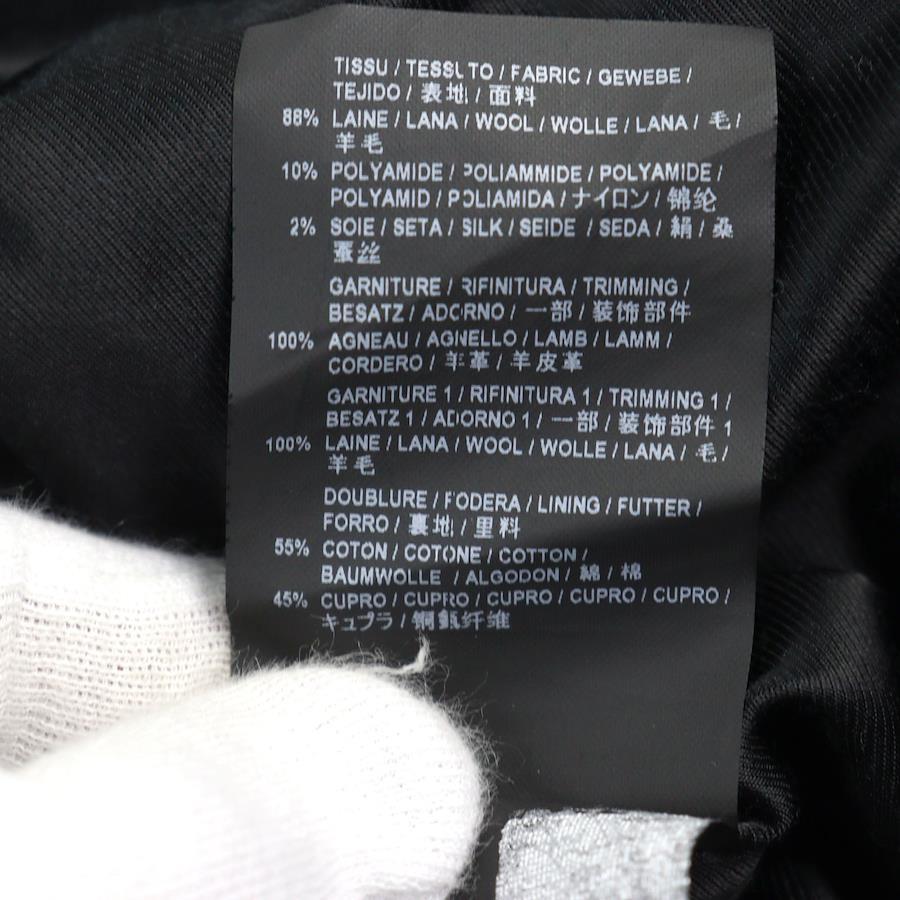 TISSU / TESSUTO / FABRIC / GEWEBE /
TEJIDO / 表地 / 面料
88% LAINE / LANA / WOOL / WOLLE / LANA / 毛 /
羊毛
10% POLYAMIDE / POLIAMMIDE / POLYAMIDE /
POLYAMID / POLIAMIDA / ナイロン / 锦纶
2% SOIE / SETA / SILK / SEIDE / SEDA / 絹 / 桑
蚕丝
GARNITURE / RIFINITURA / TRIMMING /
BESATZ / ADORNO / 一部 / 装饰部件
100% AGNEAU / AGNELLO / LAMB / LAMM /
CORDERO / 羊革 / 羊皮革
GARNITURE 1 / RIFINITURA 1 / TRIMMING 1 /
BESATZ 1 / ADORNO 1 / 一部 / 装饰部件 1
100% LAINE / LANA / WOOL / WOLLE / LANA / 毛 /
羊毛
DOUBLURE / FODERA / LINING / FUTTER /
FORRO / 裏地 / 里料
55% COTON / COTONE / COTTON /
BAUMWOLLE / ALGODON / 綿 / 棉
45% CUPRO / CUPRO / CUPRO / CUPRO / CUPRO /
キュプラ / 铜氨纤维